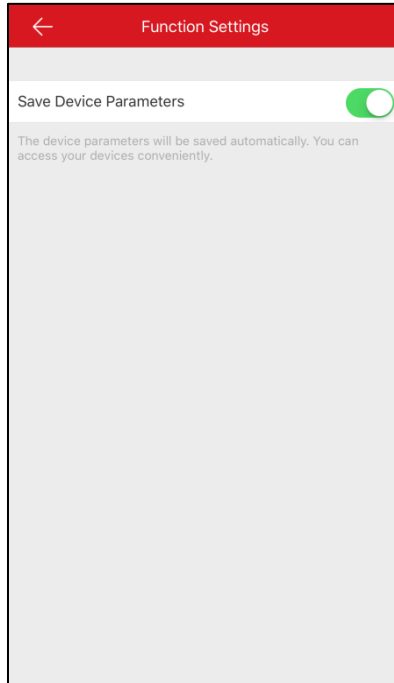 Function Settings
Save Device Parameters
The device parameters will be saved automatically. You can
access your devices conveniently.